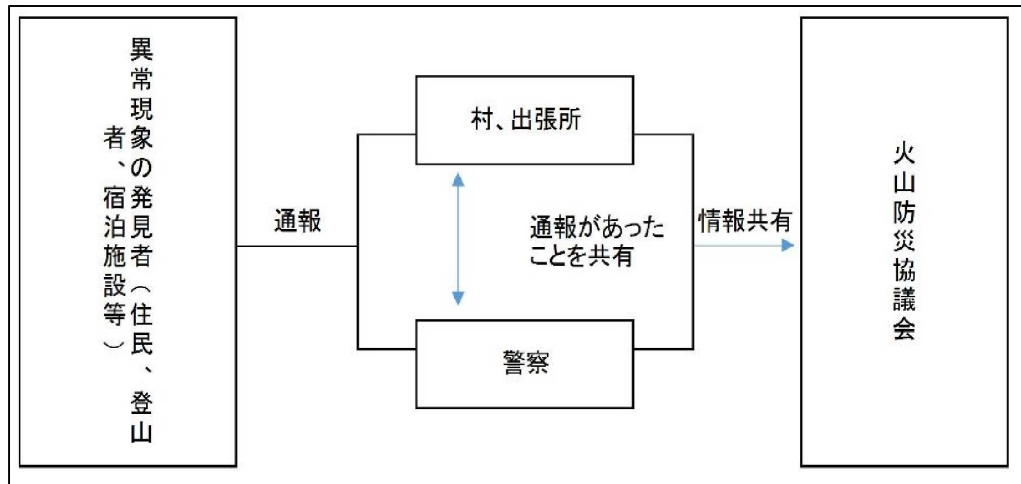 異常現象の発見者（住民、登山
者、宿泊施設等）
通報
村、出張所
通報があった
ことを共有
警察
情報共有
火山防災協議会